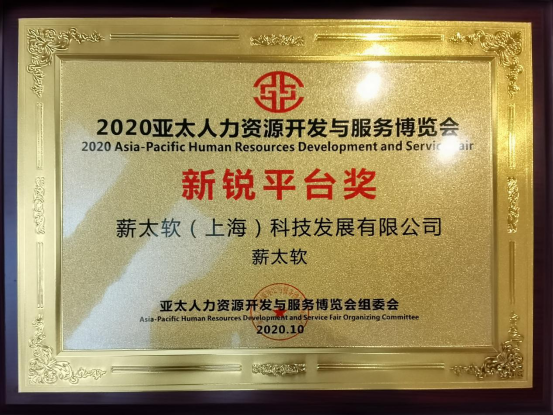 2020亚太人力资源开发与服务博览会
2020 Asia-Pacific Human Resources Development and Service Fair
新锐平台奖
薪太软（上海）科技发展有限公司
薪太软
亚太人力资源开发与服务博览会组委会
Asia-Pacific Human Resources Development and Service Fair Organizing Committee
2020.10